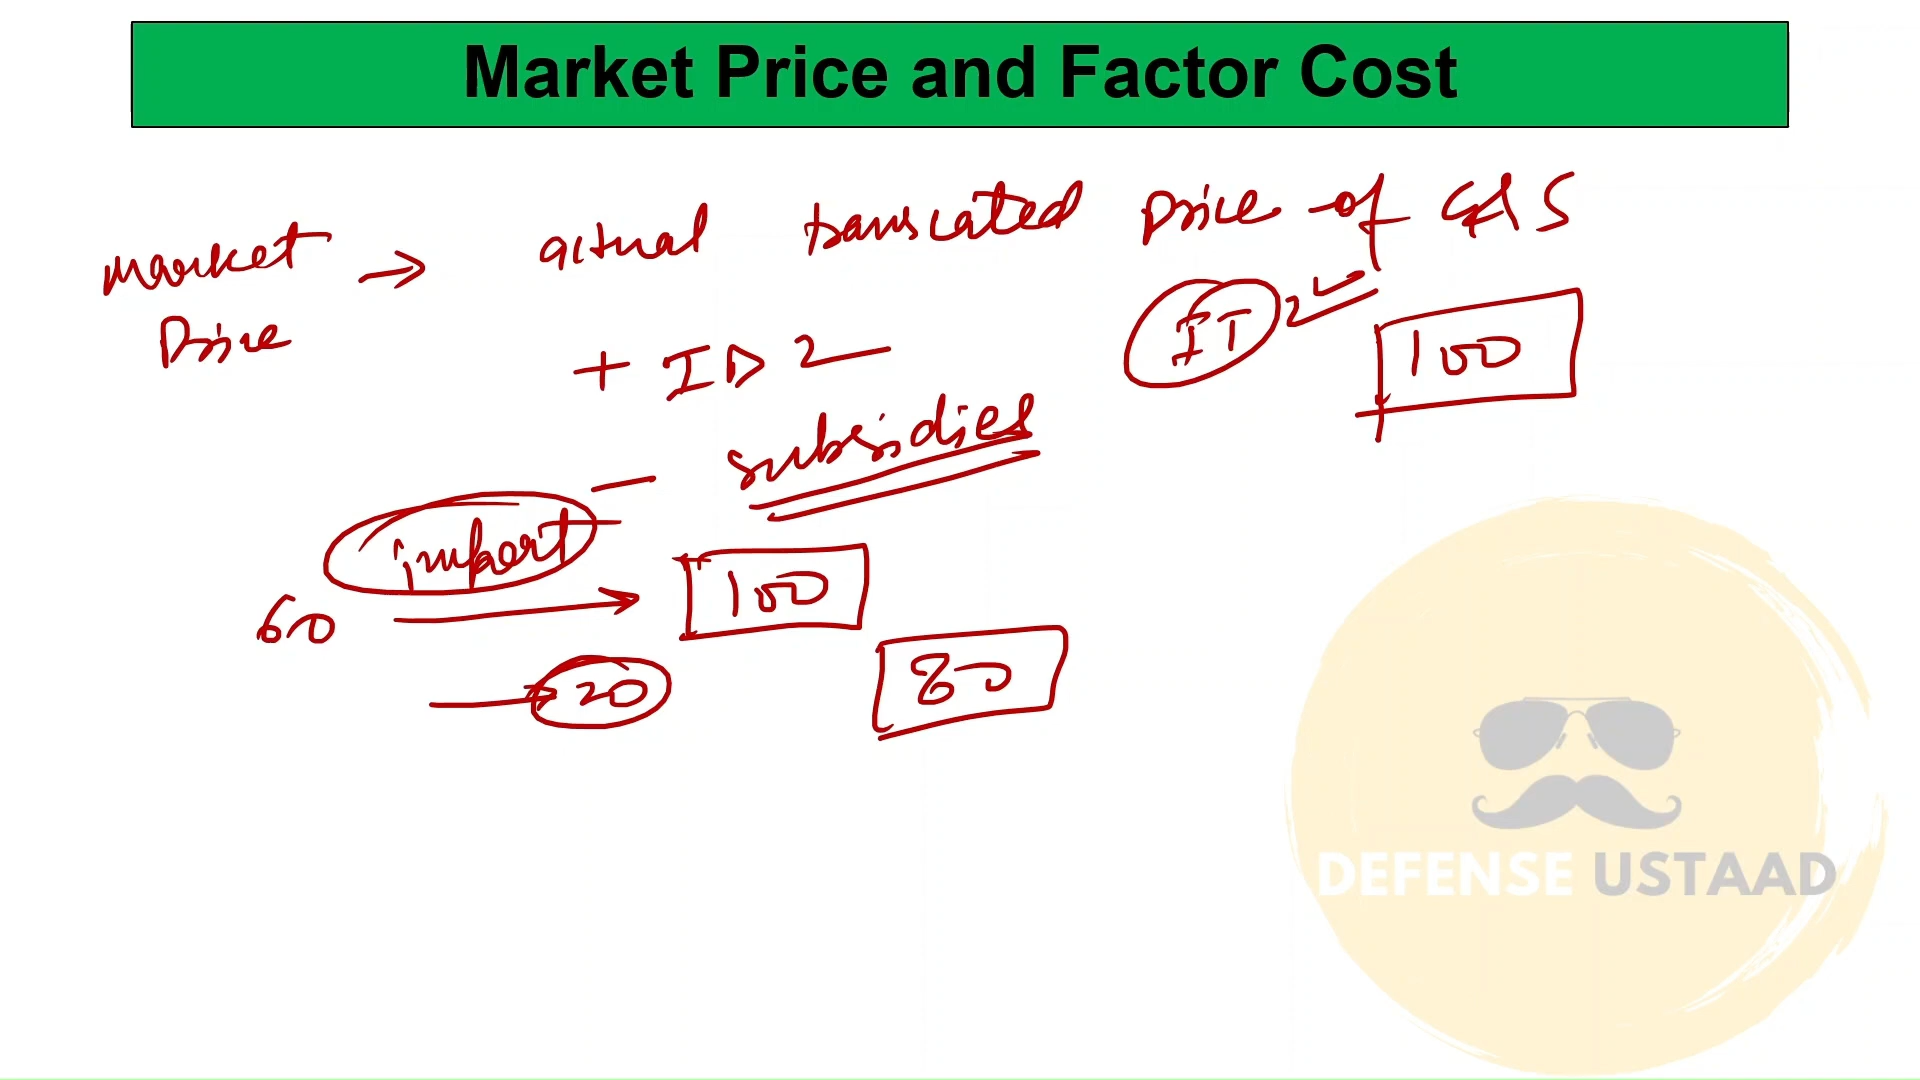 Market Price and Factor Cost
market → actual transcated price of G&S
Price
+ ID 2
IT 2
100
- subsidies
import
60 → 100
→ 20
80
DEFENSE USTAAD